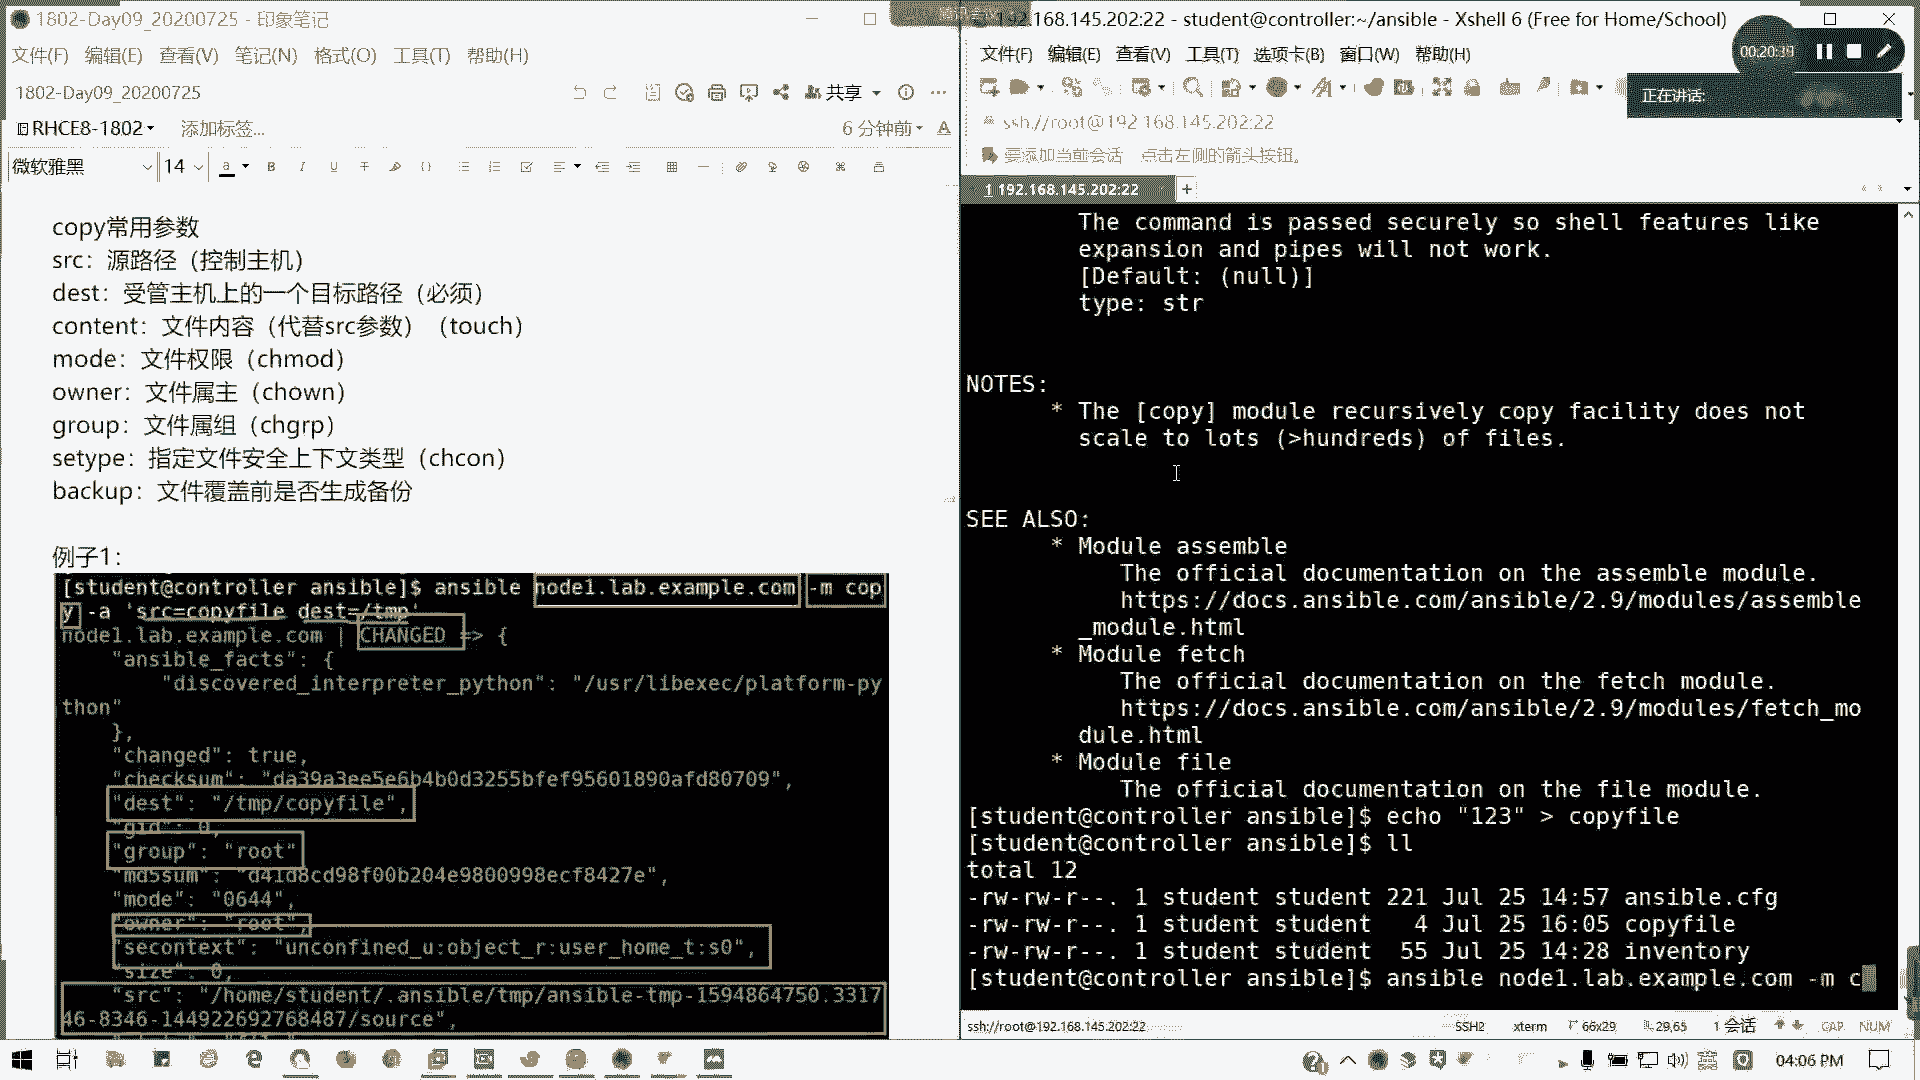 1802-Day09_20200725 - 印象笔记
文件(F) 编辑(E) 查看(V) 笔记(N) 格式(O) 工具(T) 帮助(H)
1802-Day09_20200725
共享
RHCE8-1802
添加标签...
6 分钟前
微软雅黑
14
copy常用参数
src：源路径（控制主机）
dest：受管主机上的一个目标路径（必须）
content：文件内容（代替src参数）（touch）
mode：文件权限（chmod）
owner：文件属主（chown）
group：文件属组（chgrp）
setype：指定文件安全上下文类型（chcon）
backup：文件覆盖前是否生成备份
例子1：
[student@controller ansible]$ ansible node1.lab.example.com -m cop
y -a 'src=copyfile dest=/tmp'
node1.lab.example.com | CHANGED => {
"ansible_facts": {
"discovered_interpreter_python": "/usr/libexec/platform-py
thon"
},
"changed": true,
"checksum": "da39a3ee5e6b4b0d3255bfef95601890afd80709",
"dest": "/tmp/copyfile",
"gid": 0,
"group": "root"
"md5sum": "d41d8cd98f00b204e9800998ecf8427e",
"mode": "0644",
"owner": "root",
"secontext": "unconfined_u:object_r:user_home_t:s0",
"size": 0,
"src": "/home/student/.ansible/tmp/ansible-tmp-1594864750.3317
46-8346-144922692768487/source",
192.168.145.202:22 - student@controller:~/ansible - Xshell 6 (Free for Home/School)
文件(F) 编辑(E) 查看(V) 工具(T) 选项卡(B) 窗口(W) 帮助(H)
00:20:39
正在讲话:
ssh://root@192.168.145.202:22
要添加当前会话，点击左侧的箭头按钮。
1 192.168.145.202:22
The command is passed securely so shell features like
expansion and pipes will not work.
[Default: (null)]
type: str
NOTES:
* The [copy] module recursively copy facility does not
scale to lots (>hundreds) of files.
SEE ALSO:
* Module assemble
The official documentation on the assemble module.
https://docs.ansible.com/ansible/2.9/modules/assemble
_module.html
* Module fetch
The official documentation on the fetch module.
https://docs.ansible.com/ansible/2.9/modules/fetch_mo
dule.html
* Module file
The official documentation on the file module.
[student@controller ansible]$ echo "123" > copyfile
[student@controller ansible]$ ll
total 12
-rw-rw-r--. 1 student student 221 Jul 25 14:57 ansible.cfg
-rw-rw-r--. 1 student student   4 Jul 25 16:05 copyfile
-rw-rw-r--. 1 student student  55 Jul 25 14:28 inventory
[student@controller ansible]$ ansible node1.lab.example.com -m c
ssh://root@192.168.145.202:22
SSH2
xterm
66x29
29,65
1 会话
CAP
NUM
英
04:06 PM